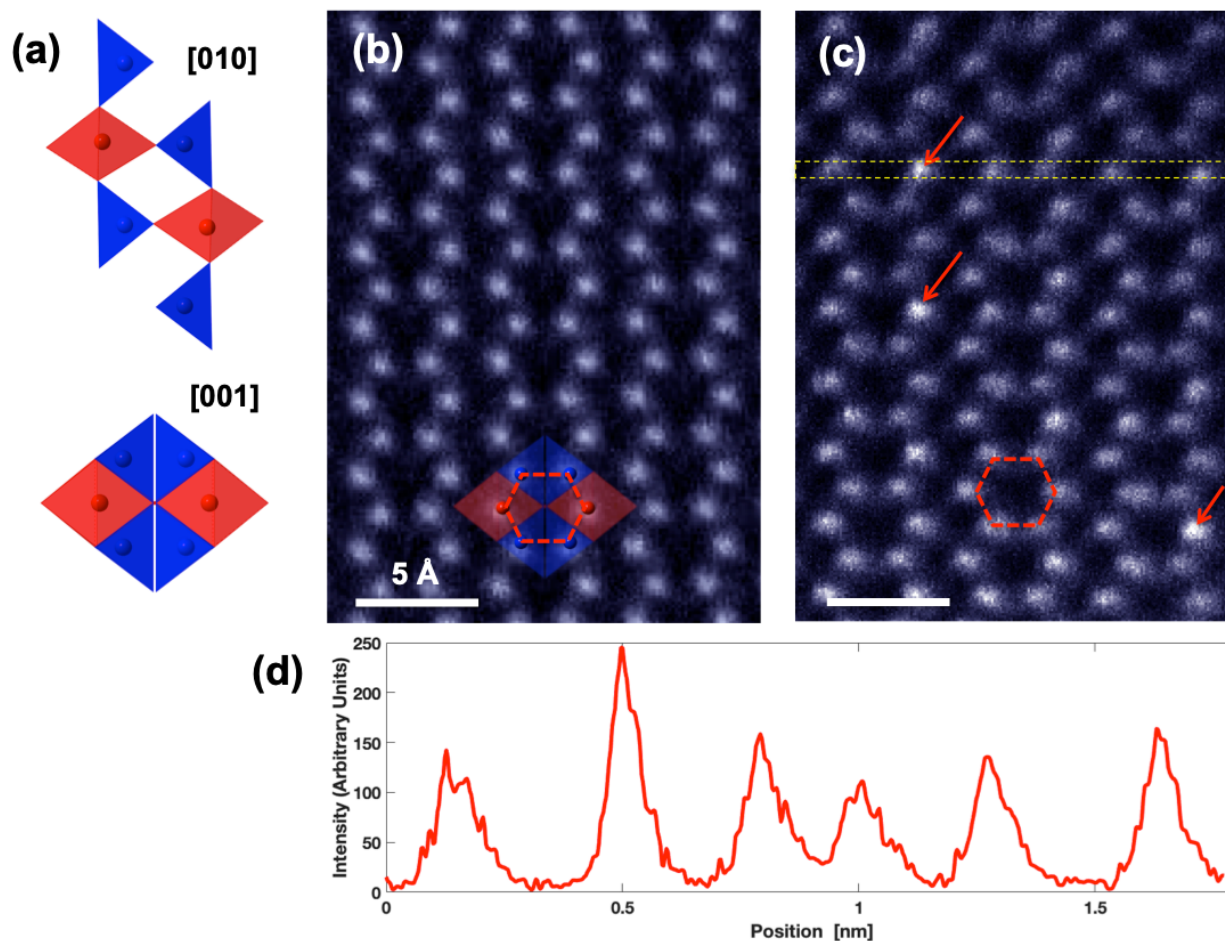 (a)
[010]
[001]
(b)
5 Å
(c)
(d)
Intensity (Arbitrary Units)
250
200
150
100
50
0
0
0.5
1
1.5
Position [nm]